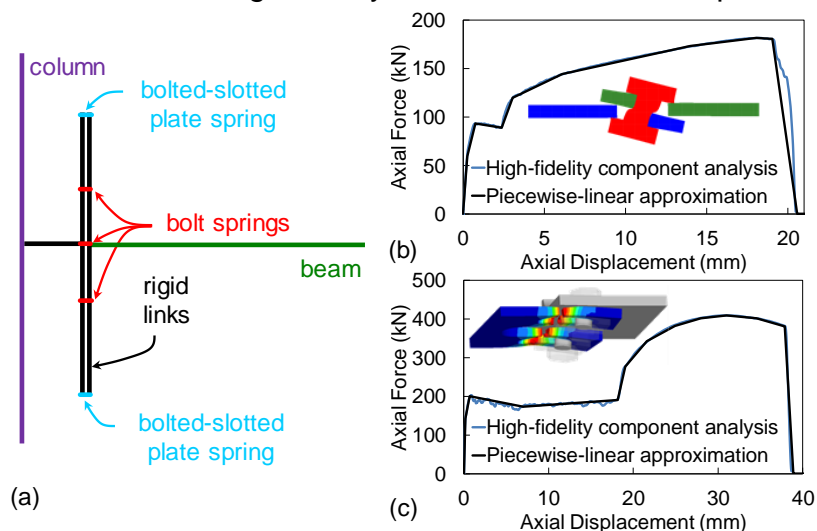 column
bolted-slotted
plate spring
bolt springs
beam
rigid
links
bolted-slotted
plate spring
(a)
200
150
100
50
0
Axial Force (kN)
High-fidelity component analysis
Piecewise-linear approximation
0
5
10
15
20
(b)
Axial Displacement (mm)
500
400
300
200
100
0
Axial Force (kN)
High-fidelity component analysis
Piecewise-linear approximation
0
10
20
30
40
(c)
Axial Displacement (mm)